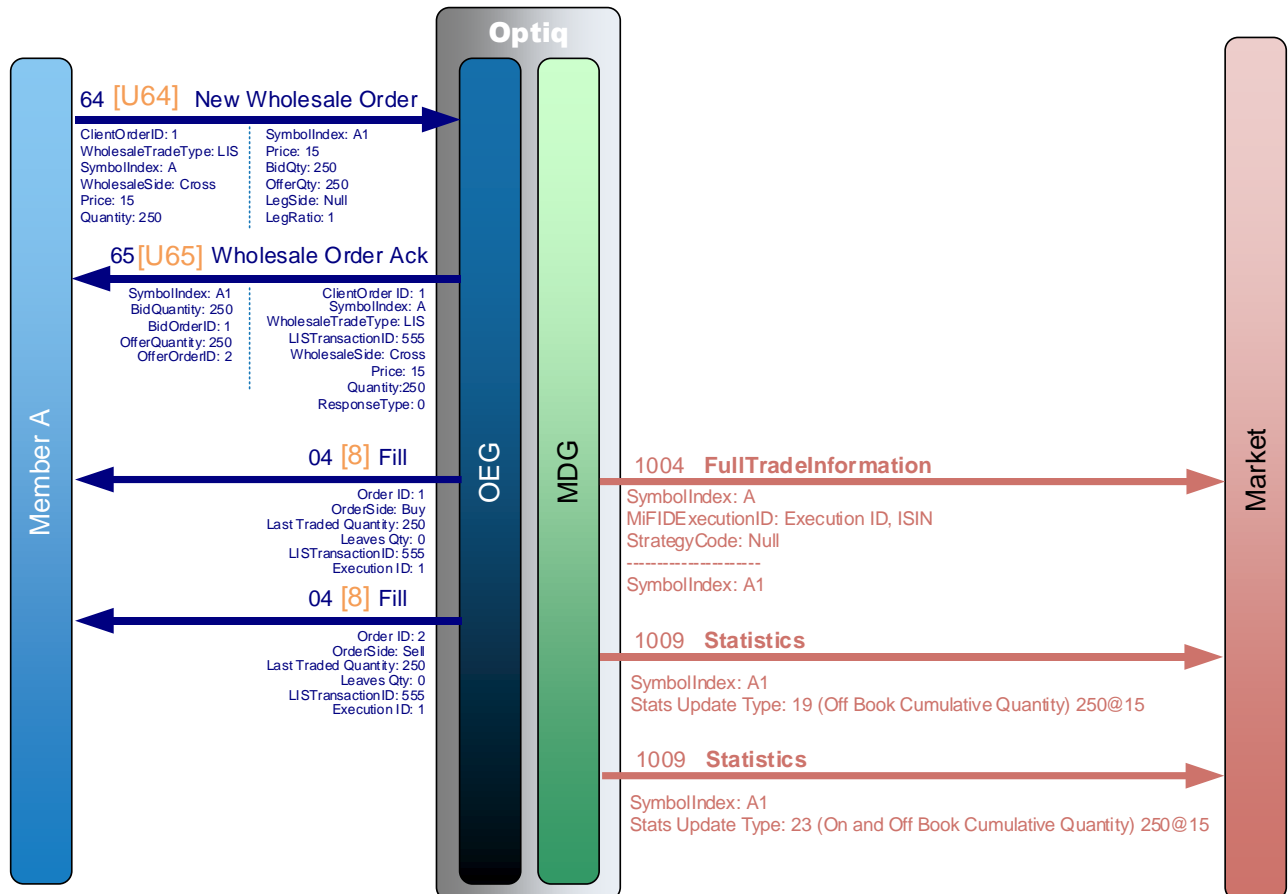 Optiq
Member A
OEG
MDG
Market
64 [U64] New Wholesale Order
ClientOrderID: 1
WholesaleTradeType: LIS
SymbolIndex: A
WholesaleSide: Cross
Price: 15
Quantity: 250
SymbolIndex: A1
Price: 15
BidQty: 250
OfferQty: 250
LegSide: Null
LegRatio: 1
65 [U65] Wholesale Order Ack
SymbolIndex: A1
BidQuantity: 250
BidOrderID: 1
OfferQuantity: 250
OfferOrderID: 2
ClientOrder ID: 1
SymbolIndex: A
WholesaleTradeType: LIS
LISTransactionID: 555
WholesaleSide: Cross
Price: 15
Quantity:250
ResponseType: 0
04 [8] Fill
Order ID: 1
OrderSide: Buy
Last Traded Quantity: 250
Leaves Qty: 0
LISTransactionID: 555
Execution ID: 1
04 [8] Fill
Order ID: 2
OrderSide: Sell
Last Traded Quantity: 250
Leaves Qty: 0
LISTransactionID: 555
Execution ID: 1
1004 FullTradeInformation
SymbolIndex: A
MiFIDExecutionID: Execution ID, ISIN
StrategyCode: Null
----------------------
SymbolIndex: A1
1009 Statistics
SymbolIndex: A1
Stats Update Type: 19 (Off Book Cumulative Quantity) 250@15
1009 Statistics
SymbolIndex: A1
Stats Update Type: 23 (On and Off Book Cumulative Quantity) 250@15